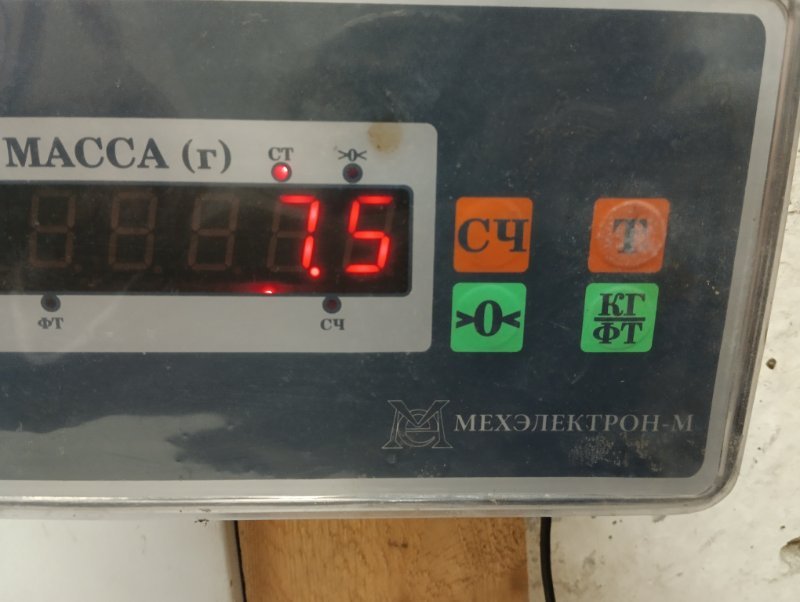 МАССА (г)
СТ >0<
7.5
ФТ СЧ
СЧ Т
>0< КГ
ФТ
МЕХЭЛЕКТРОН-М